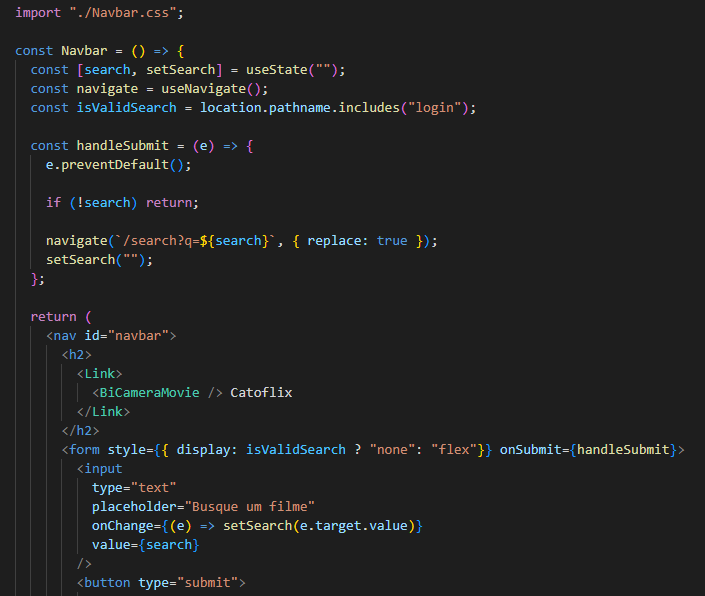 import "./Navbar.css";
const Navbar = () => {
const [search, setSearch] = useState("");
const navigate = useNavigate();
const isValidSearch = location.pathname.includes("login");
const handleSubmit = (e) => {
e.preventDefault();
if (!search) return;
navigate(`/search?q=${search}`, { replace: true });
setSearch("");
};
return (
<nav id="navbar">
<h2>
<Link>
<BiCameraMovie /> Catoflix
</Link>
</h2>
<form style={{ display: isValidSearch ? "none": "flex"}} onSubmit={handleSubmit}>
<input
type="text"
placeholder="Busque um filme"
onChange={(e) => setSearch(e.target.value)}
value={search}
/>
<button type="submit">